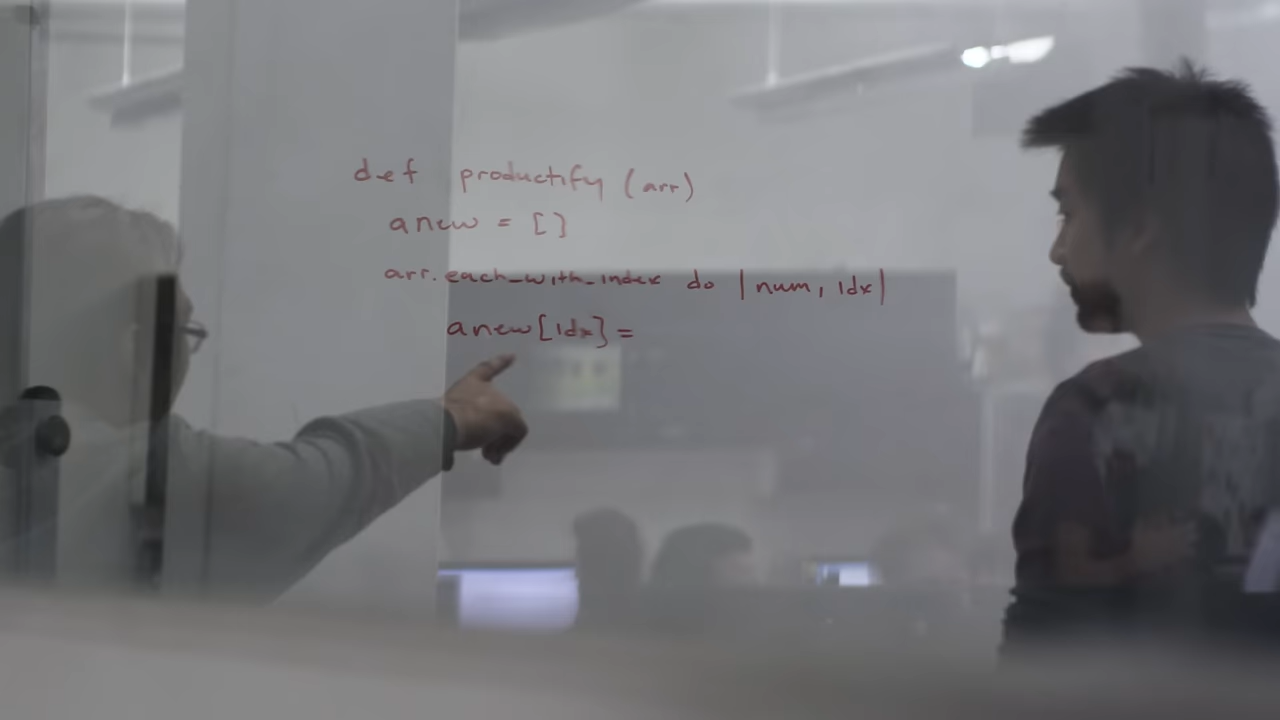 def productify (arr)
anew = []
arr.each_with_index do |num, idx|
anew[idx] =